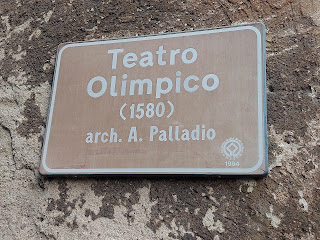 Teatro
Olimpico
(1580)
arch. A. Palladio
1994